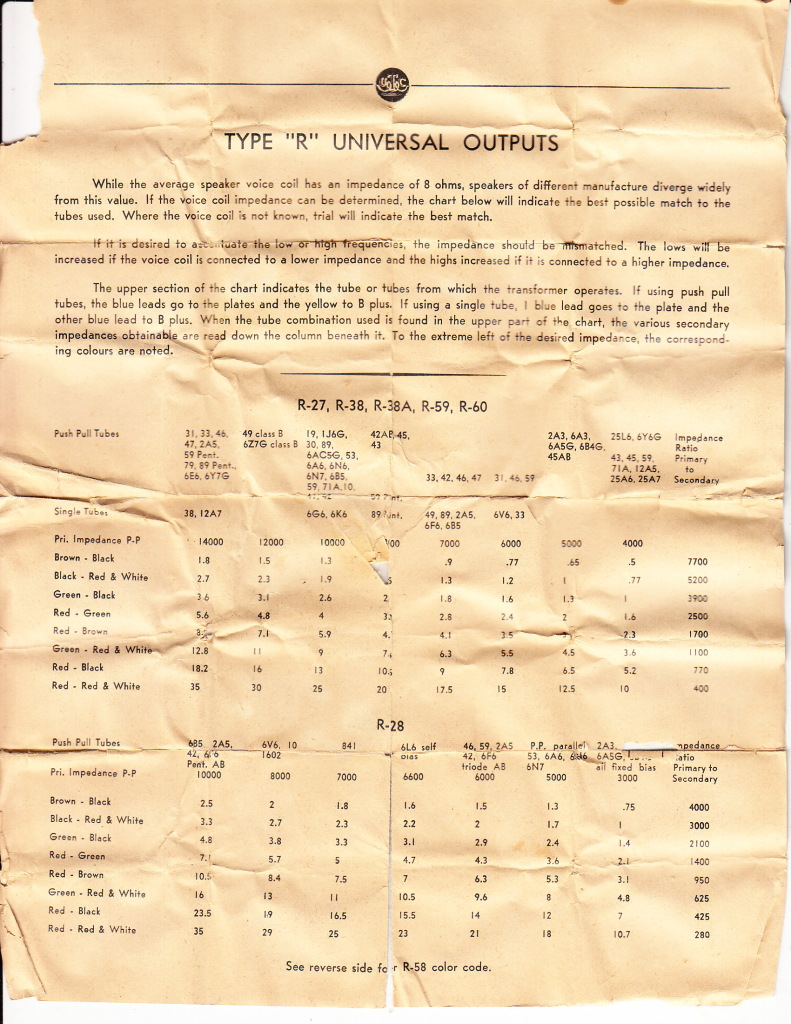 TYPE "R" UNIVERSAL OUTPUTS
While the average speaker voice coil has an impedance of 8 ohms, speakers of different manufacture diverge widely
from this value. If the voice coil impedance can be determined, the chart below will indicate the best possible match to the
tubes used. Where the voice coil is not known, trial will indicate the best match.
If it is desired to the low or high frequencies, the impedance should be mismatched. The lows will be
increased if the voice coil is connected to a lower impedance and the highs increased if it is connected to a higher impedance.
The upper section of the chart indicates the tube or tubes from which the transformer operates. If using push pull
tubes, the blue leads go to the plates and the yellow to B plus. If using a single tube, 1 blue lead goes to the plate and the
other blue lead to B plus. When the tube combination used is found in the upper part of the chart, the various secondary
impedances obtainable are read down the column beneath it. To the extreme left of the desired impedance, the correspond-
ing colours are noted.
R-27, R-38, R-38A, R-59, R-60
Push Pull Tubes 31, 33, 46, 49 class B 19, 1J6G, 42AB, 45, 2A3, 6A3, 25L6, 6Y6G Impedance
47, 2A5, 6Z7G class B 30, 89, 43 6A5G, 6B4G, Ratio
59 Pent. 6AC5G, 53, 45AB 43, 45, 59, Primary
79, 89 Pent., 6A6, 6N6, 71A, 12A5, to
6E6, 6Y7G 6N7, 6B5, 33, 42, 46, 47 31, 46, 59 25A6, 25A7 Secondary
59, 71A, 10,
Single Tubes 38, 12A7 6G6, 6K6 49, 89, 2A5, 6V6, 33
6F6, 6B5
Pri. Impedance P-P 14000 12000 10000 7000 6000 5000 4000
Brown - Black 1.8 1.5 1.3 .9 .77 .65 .5 7700
Black - Red & White 2.7 2.3 1.9 1.3 1.2 1 .77 5200
Green - Black 3.6 3.1 2.6 1.8 1.6 1.3 1 3900
Red - Green 5.6 4.8 4 2.8 2.4 2 1.6 2500
Red - Brown 7.1 5.9 4.1 3.5 2.3 1700
Green - Red & White 12.8 11 9 6.3 5.5 4.5 3.6 1100
Red - Black 18.2 16 13 9 7.8 6.5 5.2 770
Red - Red & White 35 30 25 20 17.5 15 12.5 10 400
R-28
Push Pull Tubes 6B5 2A5, 6V6, 10 841 6L6 self 46, 59, 2A5 P.P. parallel 2A3,
42, 6F6 1602 bias 42, 6F6 53, 6A6, 6A5G, Ratio
Pent. AB triode AB 6N7 all fixed bias Primary to
Pri. Impedance P-P 10000 8000 7000 6600 6000 5000 3000 Secondary
Brown - Black 2.5 2 1.8 1.6 1.5 1.3 .75 4000
Black - Red & White 3.3 2.7 2.3 2.2 2 1.7 1 3000
Green - Black 4.8 3.8 3.3 3.1 2.9 2.4 1.4 2100
Red - Green 7.1 5.7 5 4.7 4.3 3.6 2.1 1400
Red - Brown 10.5 8.4 7.5 7 6.3 5.3 3.1 950
Green - Red & White 16 13 11 10.5 9.6 8 4.8 625
Red - Black 23.5 19 16.5 15.5 14 12 7 425
Red - Red & White 35 29 25 23 21 18 10.7 280
See reverse side for R-58 color code.